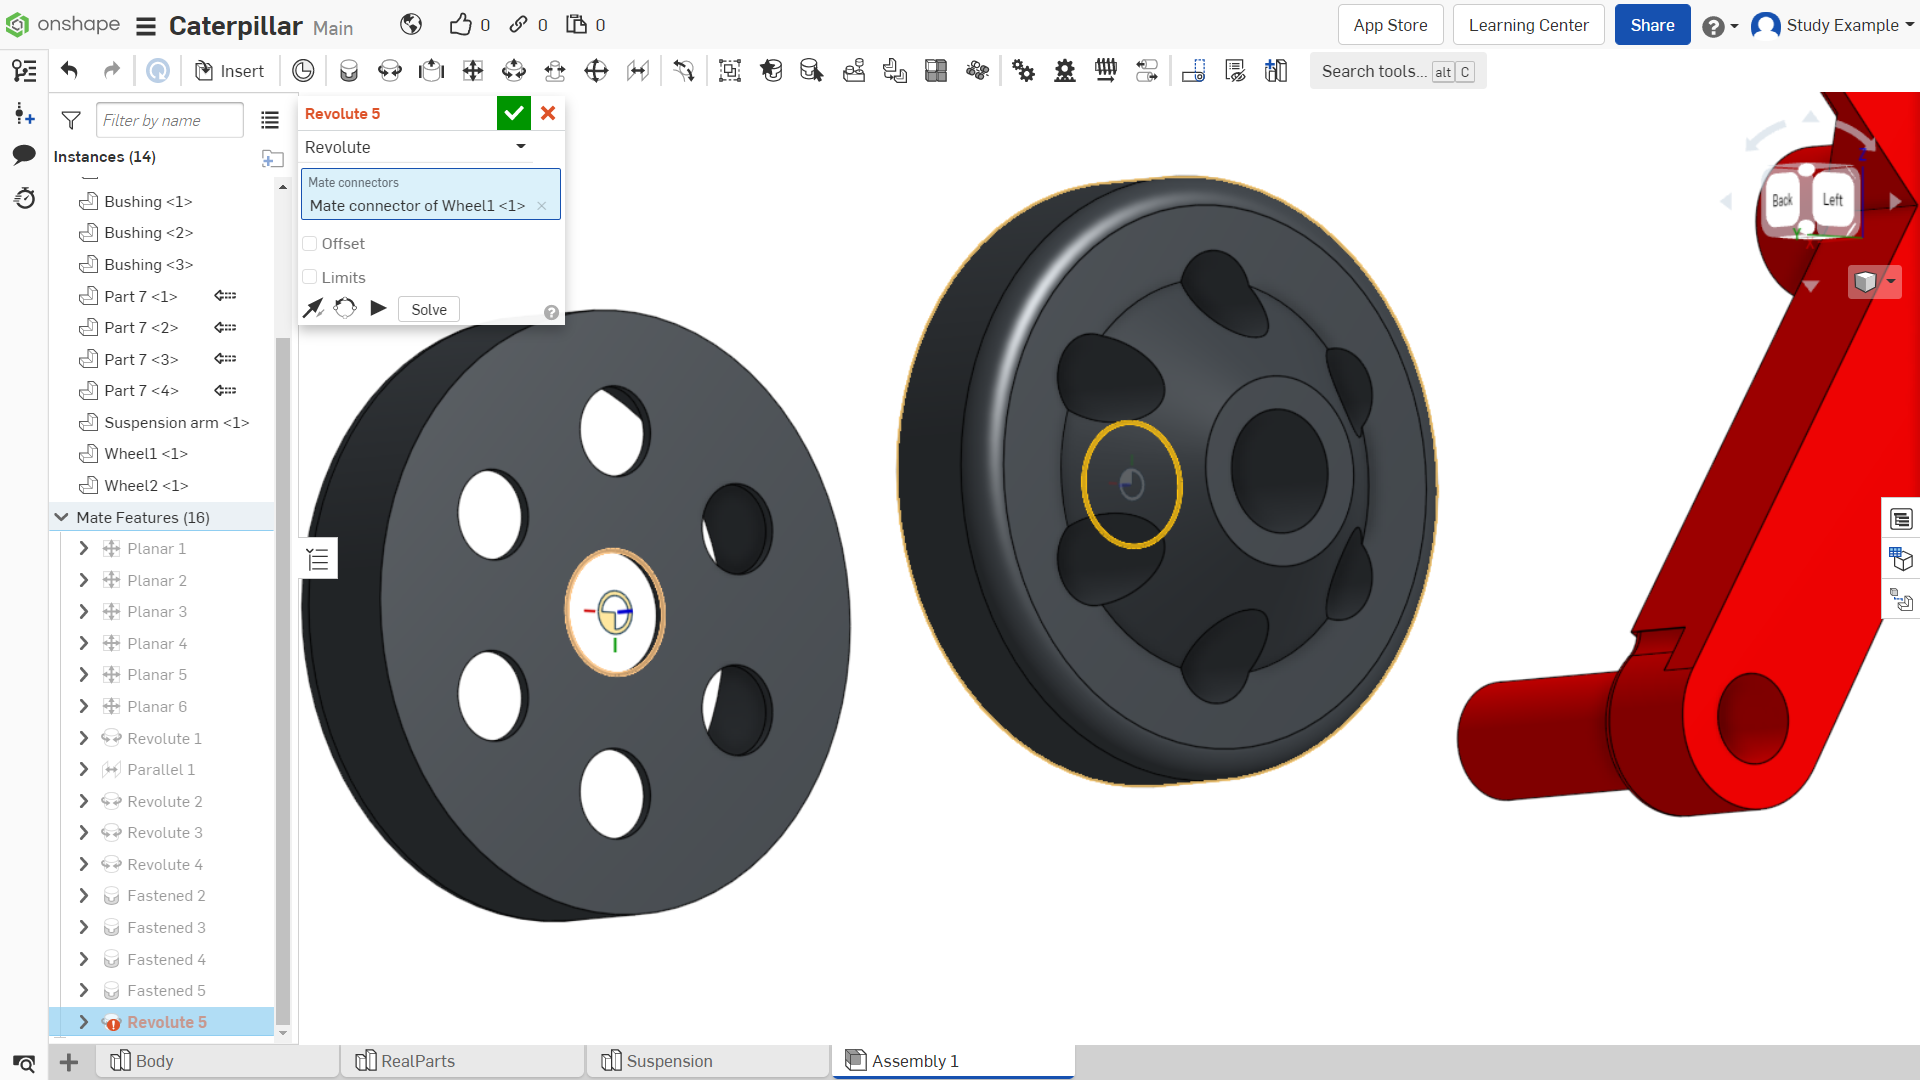 onshape
Caterpillar Main
0
0
0
App Store
Learning Center
Share
Study Example
Insert
Search tools... alt C
Filter by name
Instances (14)
Bushing <1>
Bushing <2>
Bushing <3>
Part 7 <1>
Part 7 <2>
Part 7 <3>
Part 7 <4>
Suspension arm <1>
Wheel1 <1>
Wheel2 <1>
Mate Features (16)
Planar 1
Planar 2
Planar 3
Planar 4
Planar 5
Planar 6
Revolute 1
Parallel 1
Revolute 2
Revolute 3
Revolute 4
Fastened 2
Fastened 3
Fastened 4
Fastened 5
Revolute 5
Revolute 5
Revolute
Mate connectors
Mate connector of Wheel1 <1>
Offset
Limits
Solve
Z
Back
Left
Y
X
Body
RealParts
Suspension
Assembly 1